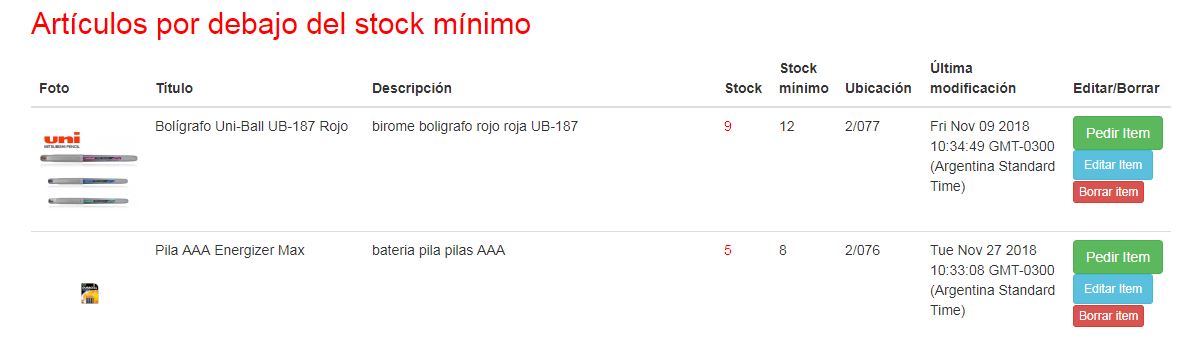 Artículos por debajo del stock mínimo
Foto Título Descripción Stock Stock mínimo Ubicación Última modificación Editar/Borrar
uni
MITSUBISHI PENCIL
Bolígrafo Uni-Ball UB-187 Rojo birome boligrafo rojo roja UB-187 9 12 2/077 Fri Nov 09 2018
10:34:49 GMT-0300
(Argentina Standard
Time)
Pedir Item
Editar Item
Borrar item
Pila AAA Energizer Max bateria pila pilas AAA 5 8 2/076 Tue Nov 27 2018
10:33:08 GMT-0300
(Argentina Standard
Time)
Pedir Item
Editar Item
Borrar item